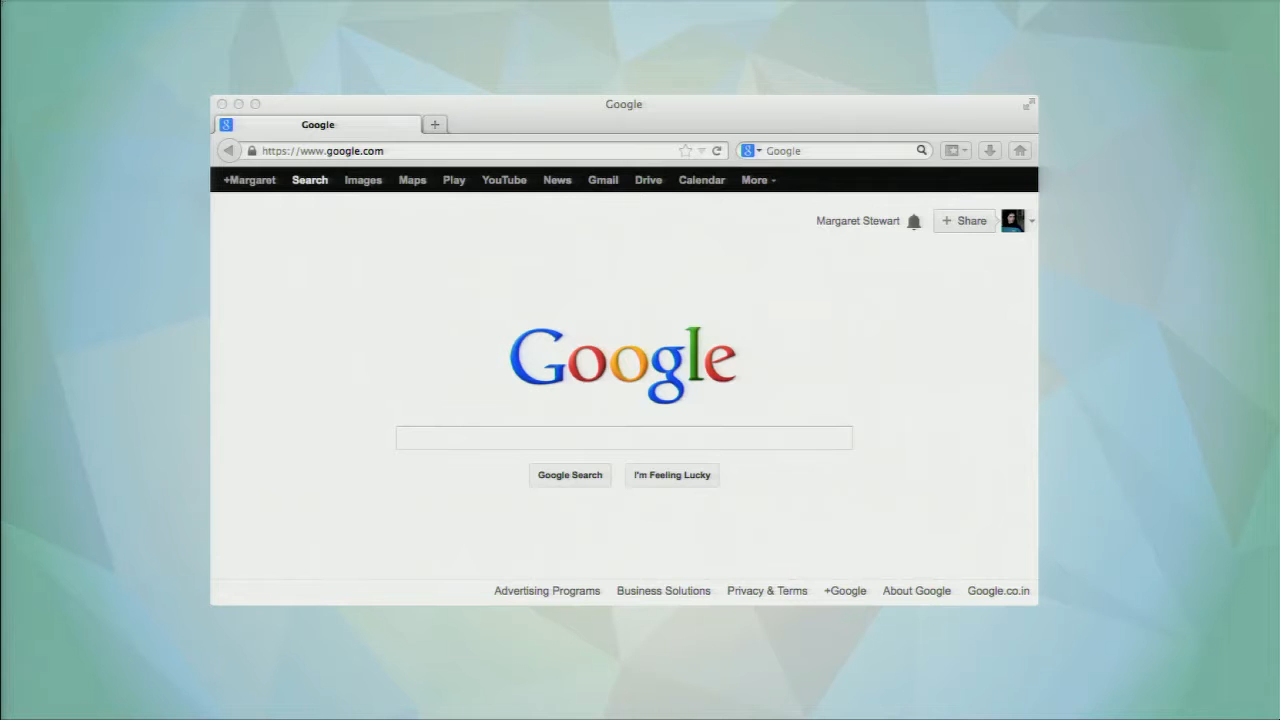 Google
Google +
https://www.google.com Google
+Margaret Search Images Maps Play YouTube News Gmail Drive Calendar More
Margaret Stewart + Share
Google
Google Search I'm Feeling Lucky
Advertising Programs Business Solutions Privacy & Terms +Google About Google Google.co.in